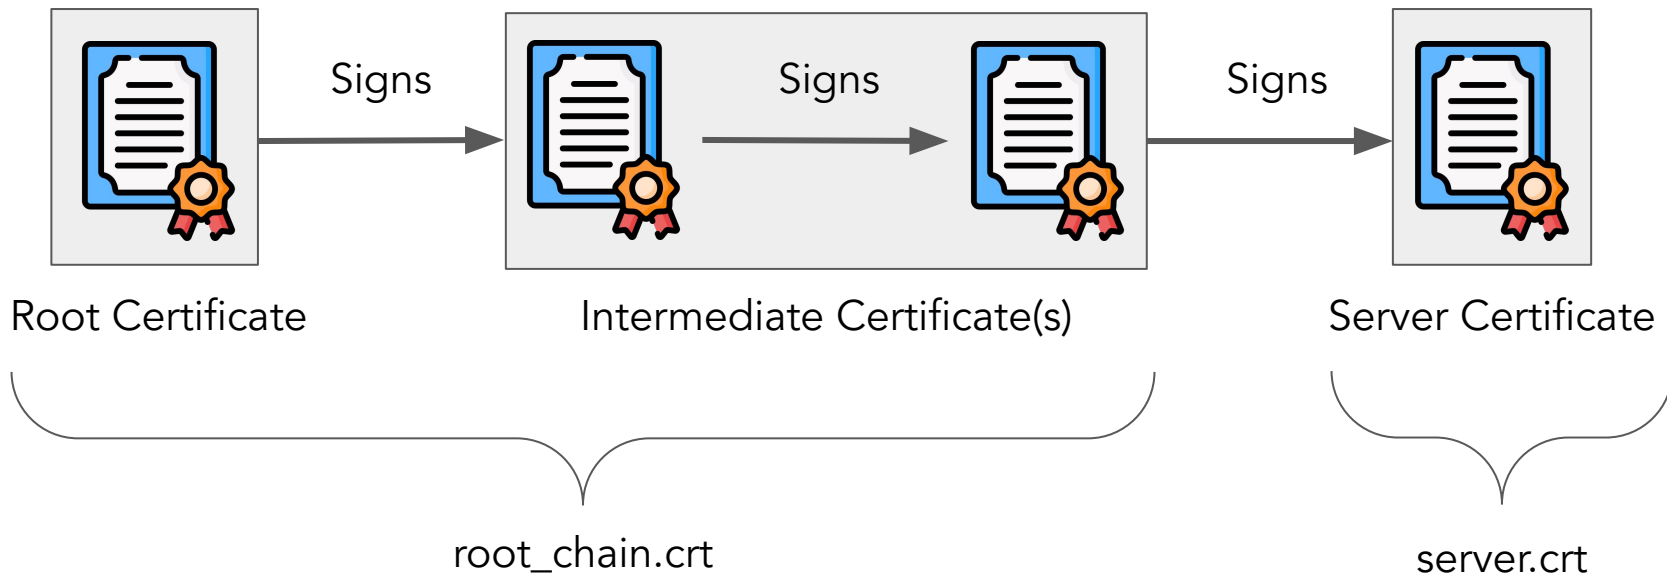 Signs
Signs
Signs
Root Certificate
Intermediate Certificate(s)
Server Certificate
root_chain.crt
server.crt